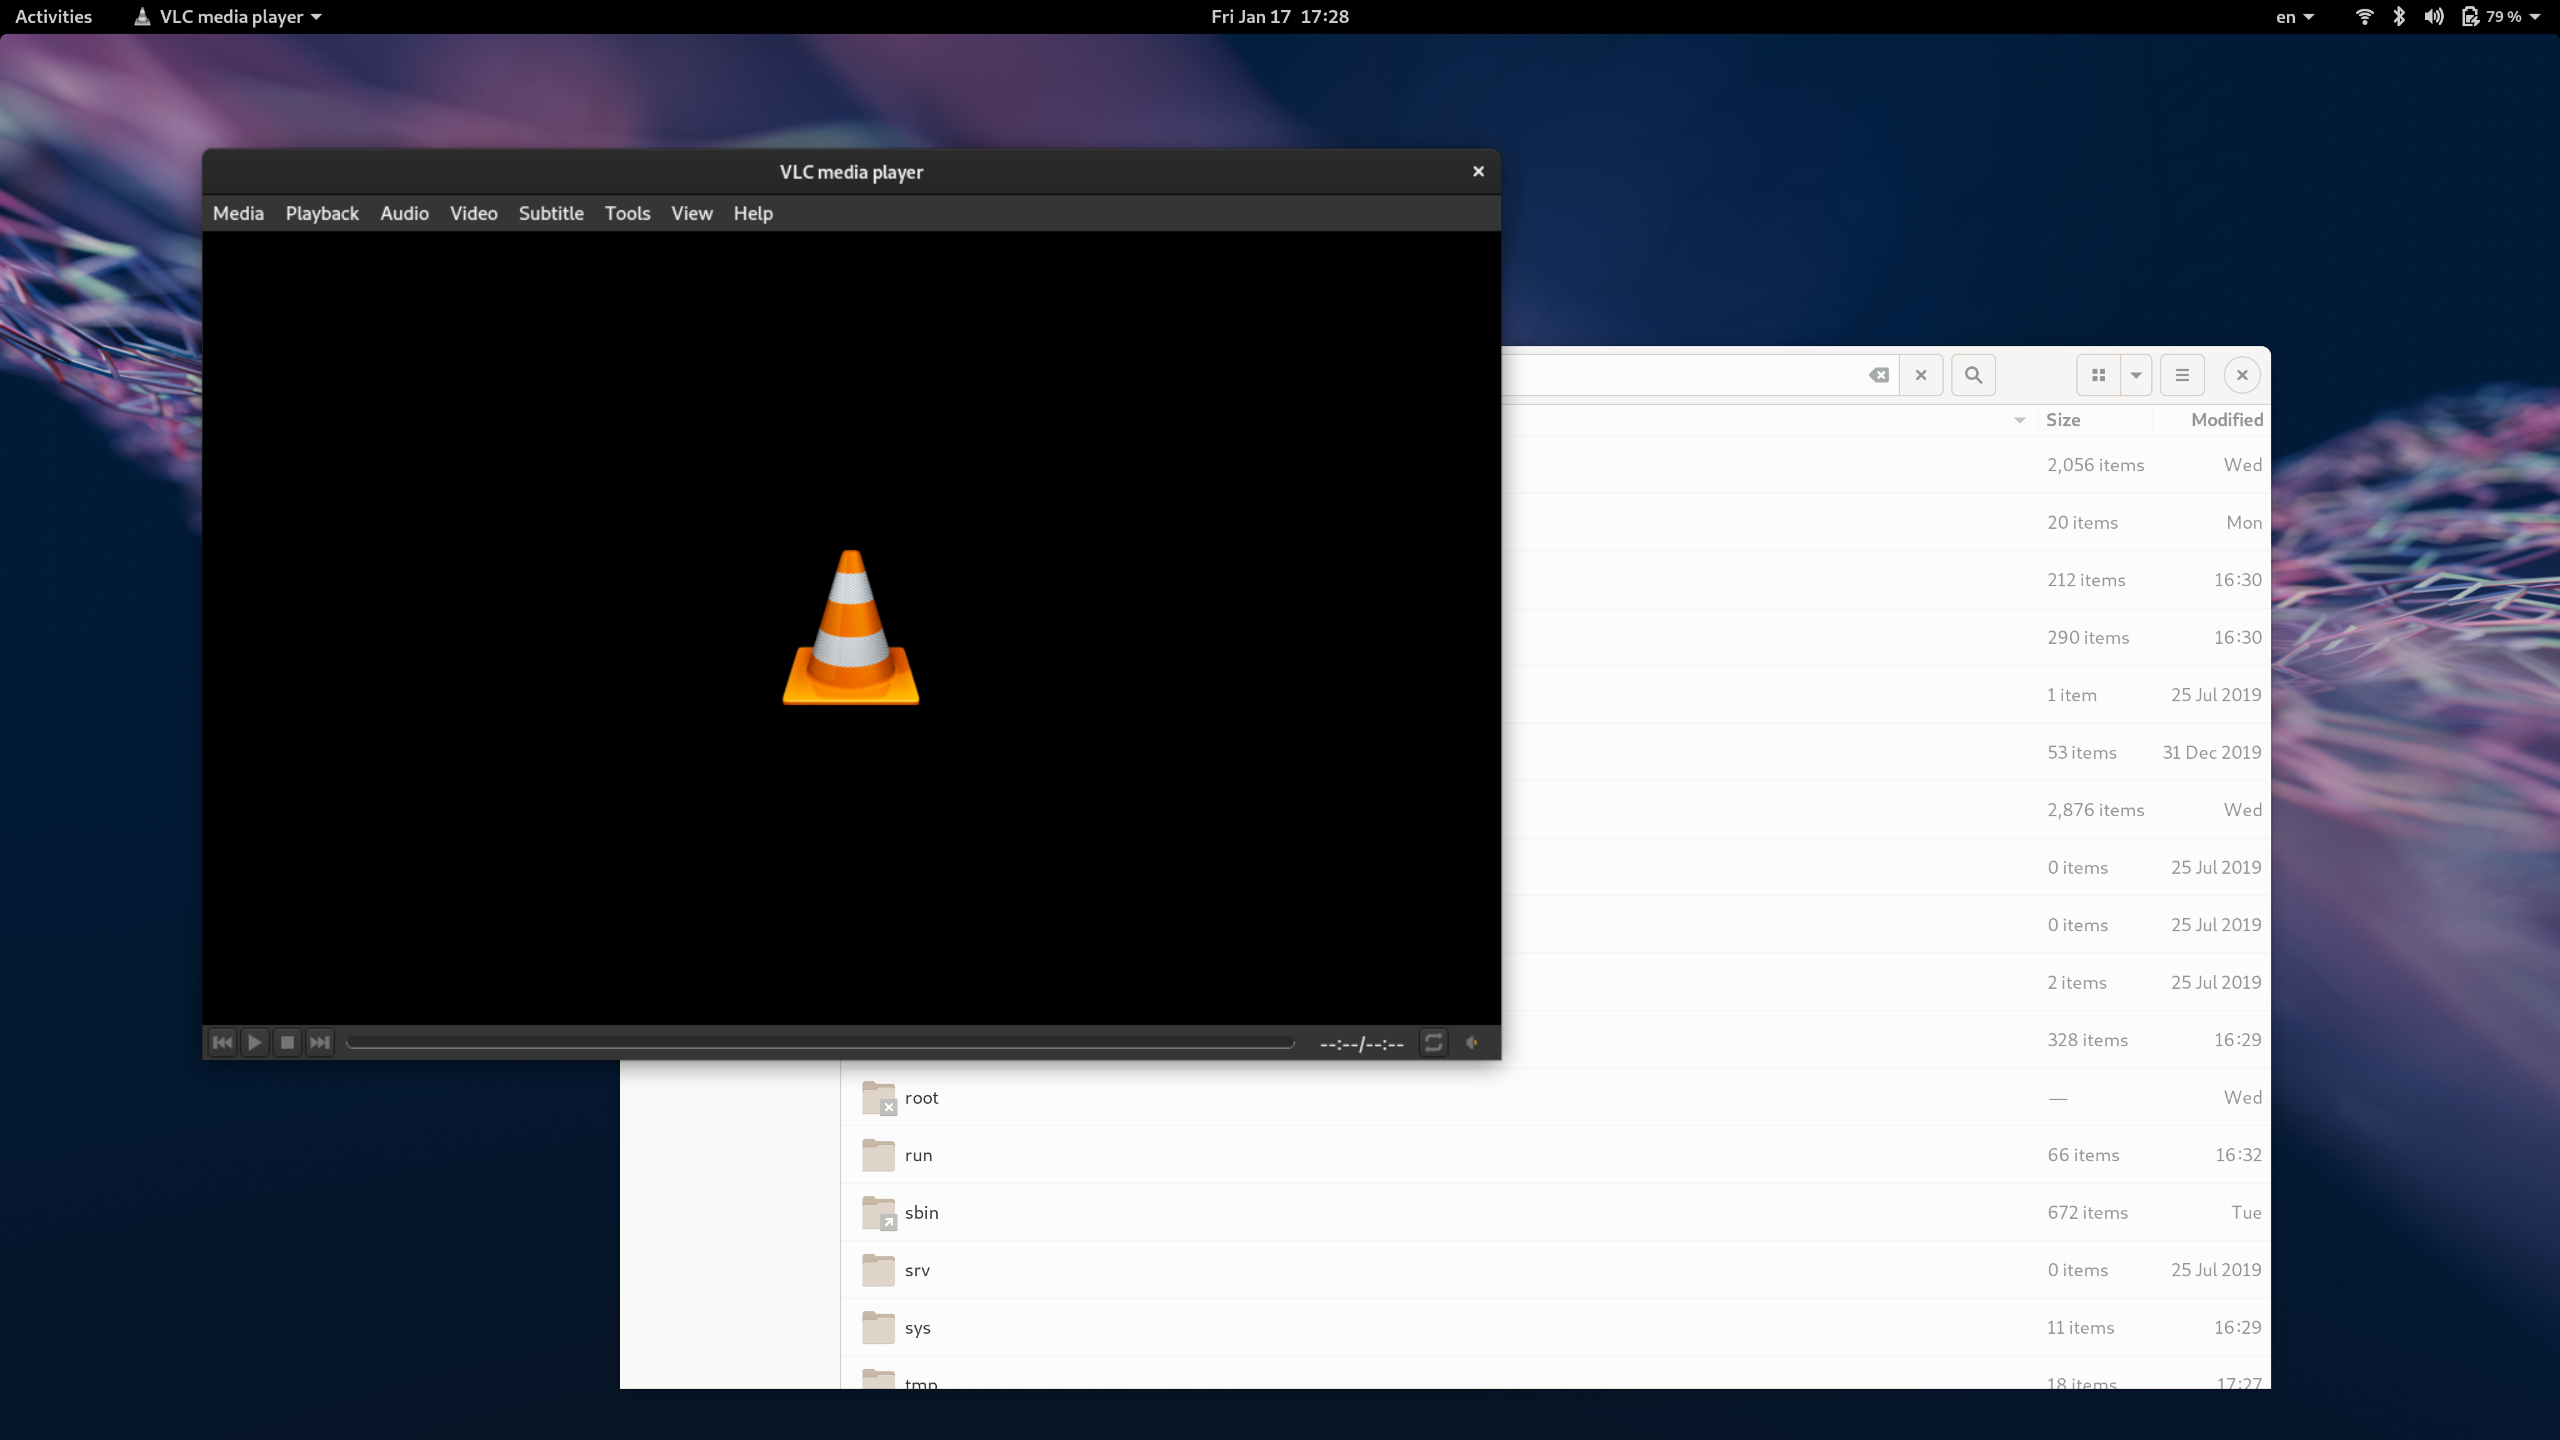 Activities VLC media player Fri Jan 17 17:28 en 79 %
VLC media player
Media Playback Audio Video Subtitle Tools View Help
Size Modified
2,056 items Wed
20 items Mon
212 items 16:30
290 items 16:30
1 item 25 Jul 2019
53 items 31 Dec 2019
2,876 items Wed
0 items 25 Jul 2019
0 items 25 Jul 2019
2 items 25 Jul 2019
328 items 16:29
--:--/--:--
root — Wed
run 66 items 16:32
sbin 672 items Tue
srv 0 items 25 Jul 2019
sys 11 items 16:29
tmp 18 items 17:27